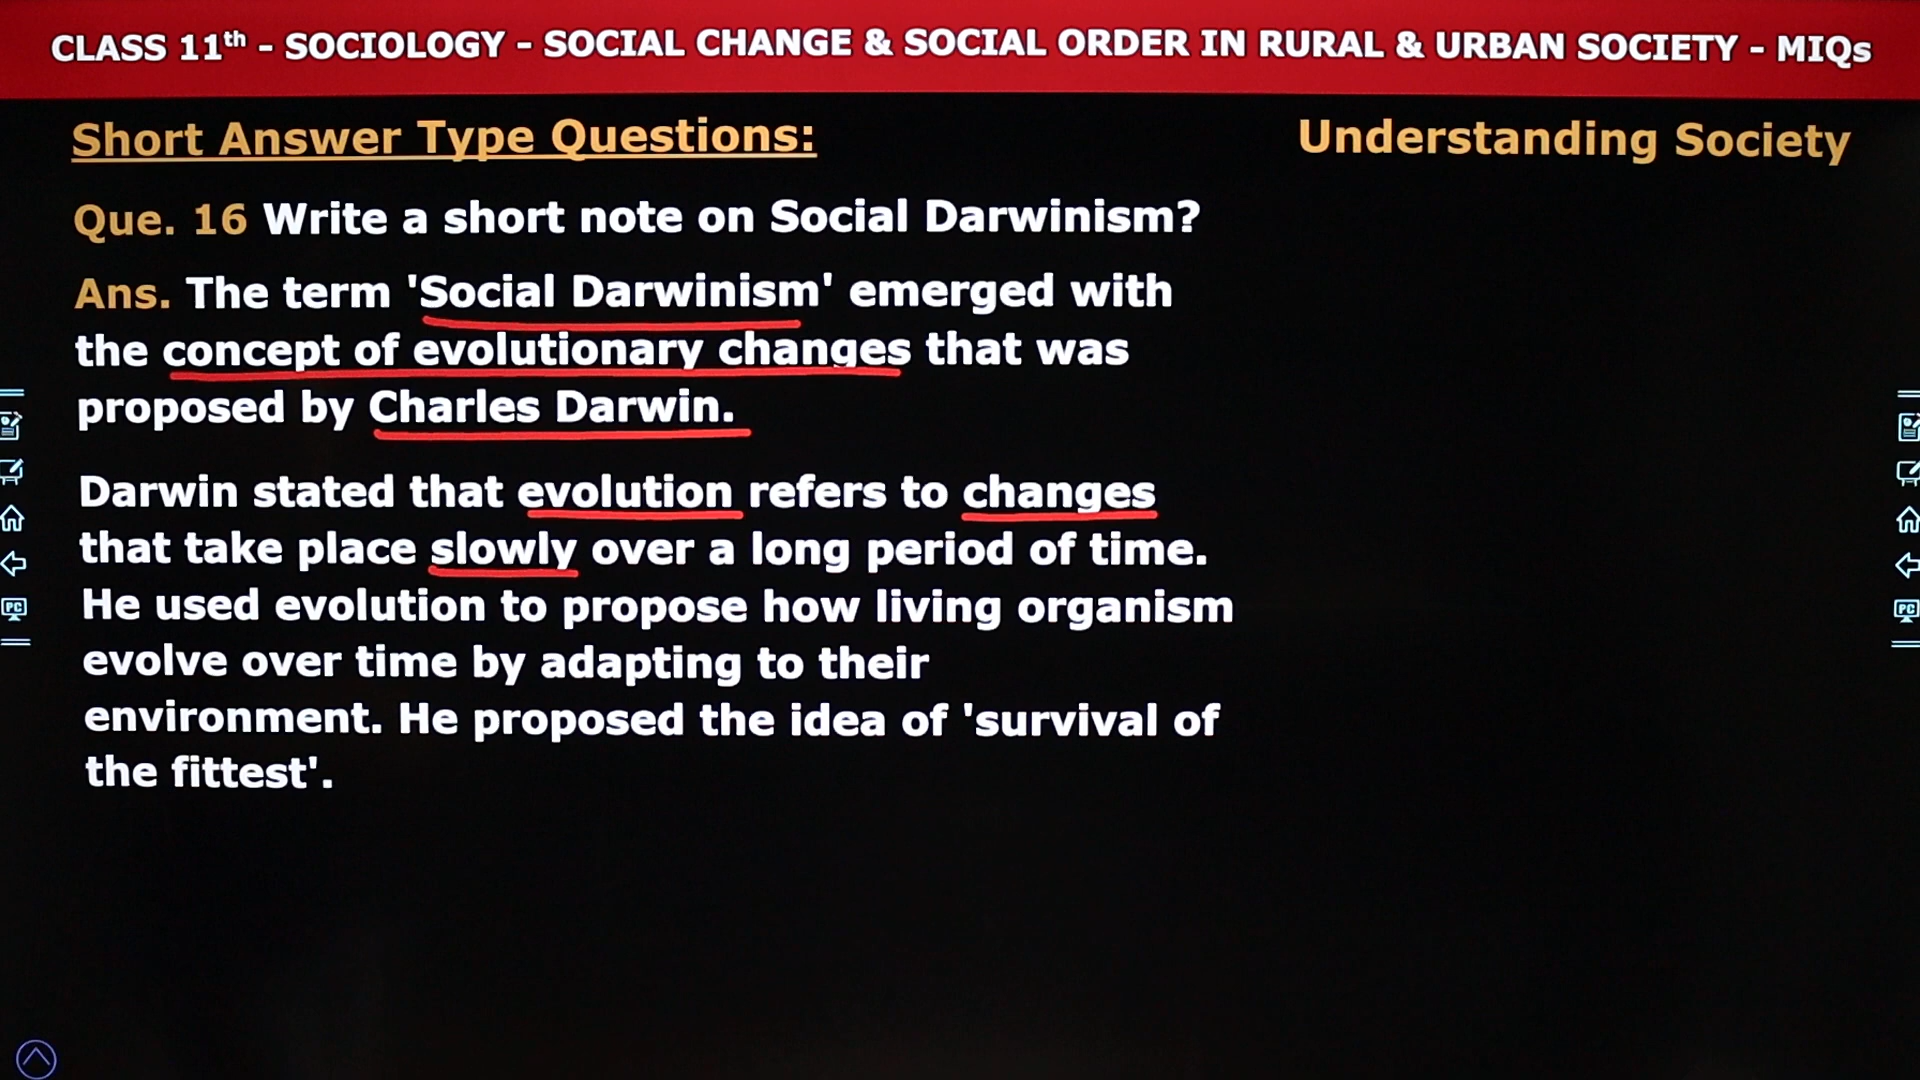 CLASS 11th - SOCIOLOGY - SOCIAL CHANGE & SOCIAL ORDER IN RURAL & URBAN SOCIETY - MIQs
Short Answer Type Questions:
Understanding Society
Que. 16 Write a short note on Social Darwinism?
Ans. The term 'Social Darwinism' emerged with
the concept of evolutionary changes that was
proposed by Charles Darwin.
Darwin stated that evolution refers to changes
that take place slowly over a long period of time.
He used evolution to propose how living organism
evolve over time by adapting to their
environment. He proposed the idea of 'survival of
the fittest'.
PC
PC